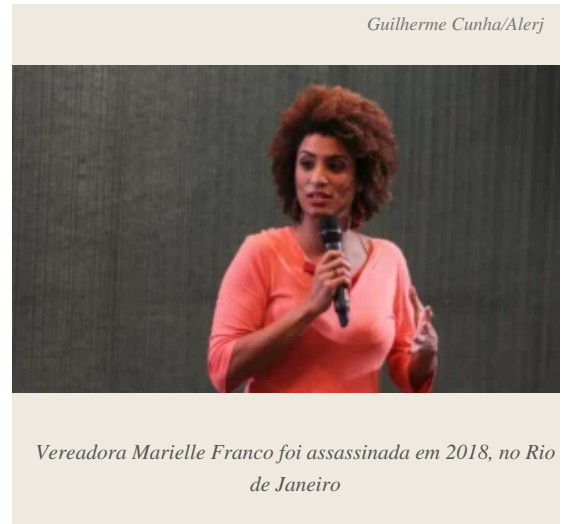 Guilherme Cunha/Alerj
Vereadora Marielle Franco foi assassinada em 2018, no Rio
de Janeiro